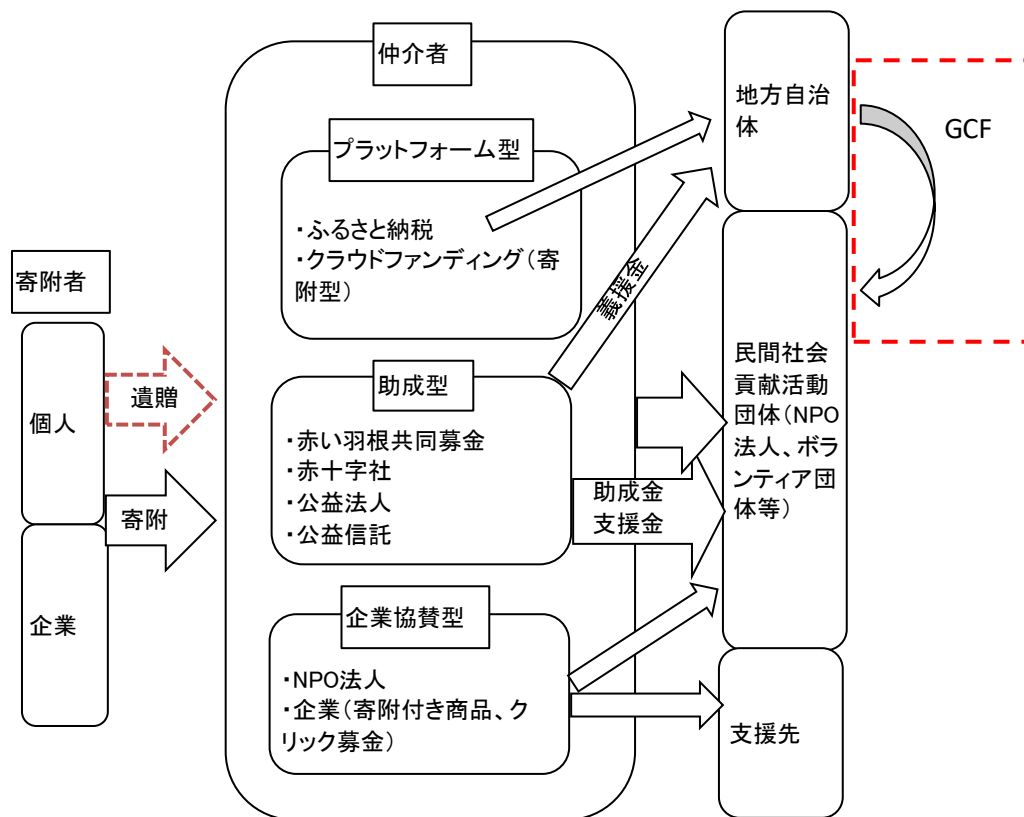 寄附者
個人
企業
遺贈
寄附
仲介者
プラットフォーム型
・ふるさと納税
・クラウドファンディング（寄
附型）
助成型
・赤い羽根共同募金
・赤十字社
・公益法人
・公益信託
企業協賛型
・NPO法人
・企業（寄附付き商品、ク
リック募金）
義援金
助成金
支援金
地方自治
体
民間社会
貢献活動
団体（NPO
法人、ボラ
ンティア団
体等）
支援先
GCF